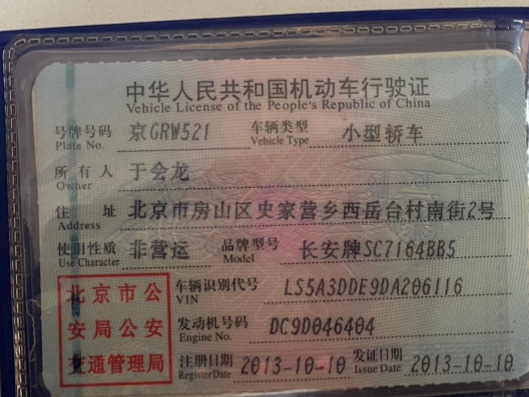 中华人民共和国机动车行驶证
Vehicle License of the People's Republic of China
号牌号码 京GRW521 车辆类型 小型轿车
Plate No. Vehicle Type
所有人 于会龙
Owner
住址 北京市房山区史家营乡西岳台村南街2号
Address
使用性质 非营运 品牌型号 长安牌SC7164BB5
Use Character Model
北京市公
安局公安
交通管理局
车辆识别代号 LS5A3DDE9DA206116
VIN
发动机号码 DC9D046404
Engine No.
注册日期 2013-10-10 发证日期 2013-10-10
Register Date Issue Date